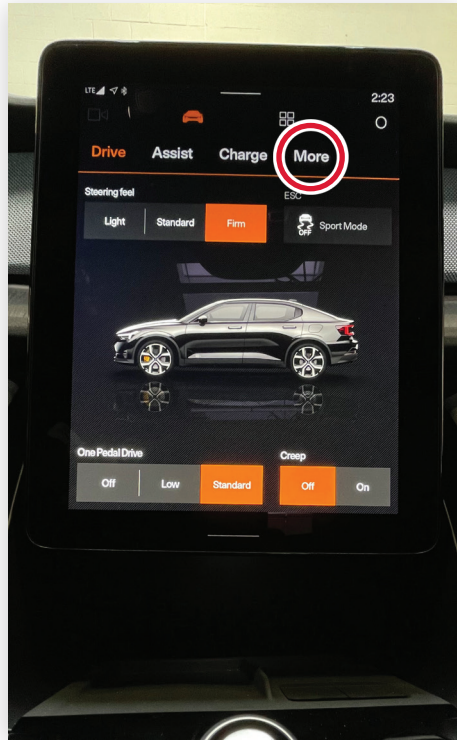 LTE
2:23
Drive Assist Charge More
Steering feel
ESC
Light Standard Firm
OFF Sport Mode
One Pedal Drive
Creep
Off Low Standard
Off On